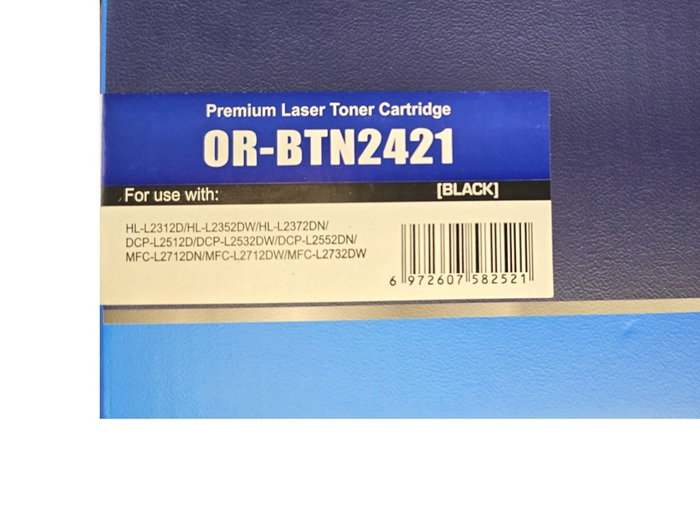 Premium Laser Toner Cartridge
OR-BTN2421
For use with: [BLACK]
HL-L2312D/HL-L2352DW/HL-L2372DN/
DCP-L2512D/DCP-L2532DW/DCP-L2552DN/
MFC-L2712DN/MFC-L2712DW/MFC-L2732DW
6 972607 582521